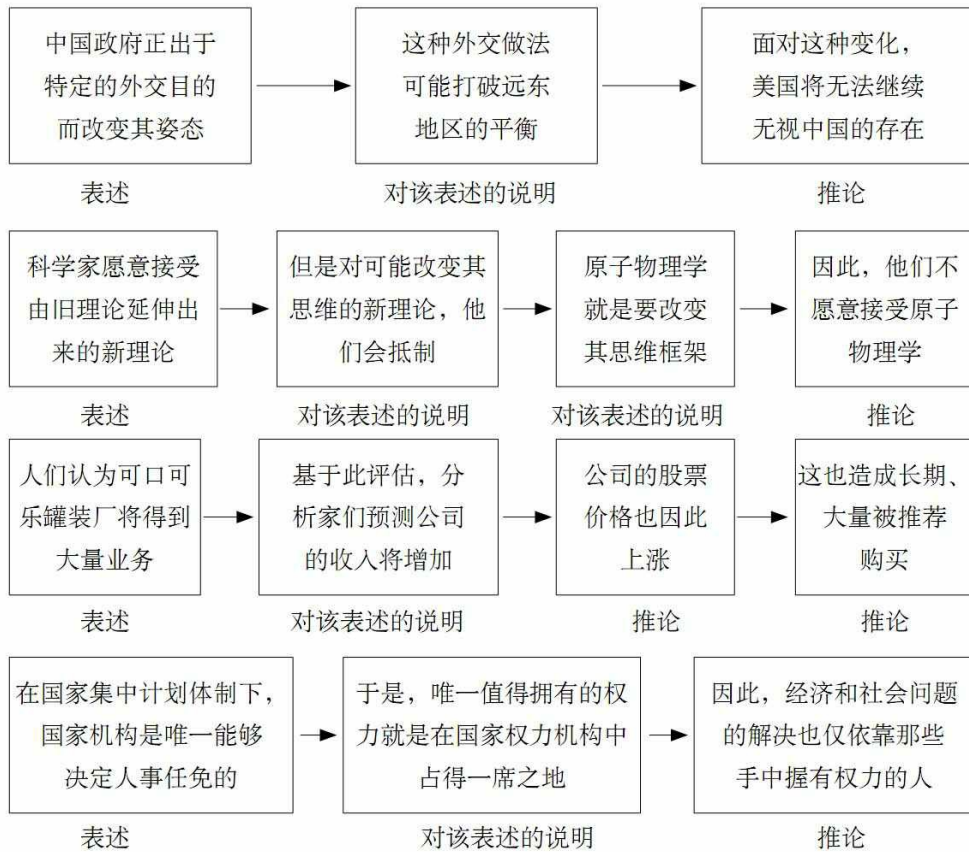 中国政府正出于
特定的外交目的
而改变其姿态
表述
这种外交做法
可能打破远东
地区的平衡
对该表述的说明
面对这种变化，
美国将无法继续
无视中国的存在
推论
科学家愿意接受
由旧理论延伸出
来的新理论
表述
但是对可能改变其
思维的新理论，他
们会抵制
对该表述的说明
原子物理学
就是要改变
其思维框架
对该表述的说明
因此，他们不
愿意接受原子
物理学
推论
人们认为可口可
乐罐装厂将得到
大量业务
表述
基于此评估，分
析家们预测公司
的收入将增加
对该表述的说明
公司的股票
价格也因此
上涨
推论
这也造成长期、
大量被推荐
购买
推论
在国家集中计划体制下，
国家机构是唯一能够
决定人事任免的
表述
于是，唯一值得拥有的权
力就是在国家权力机构中
占得一席之地
对该表述的说明
因此，经济和社会问题
的解决也仅依靠那些
手中握有权力的人
推论